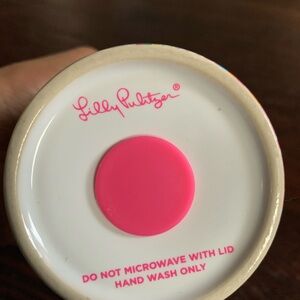 Lilly Pulitzer®
DO NOT MICROWAVE WITH LID
HAND WASH ONLY